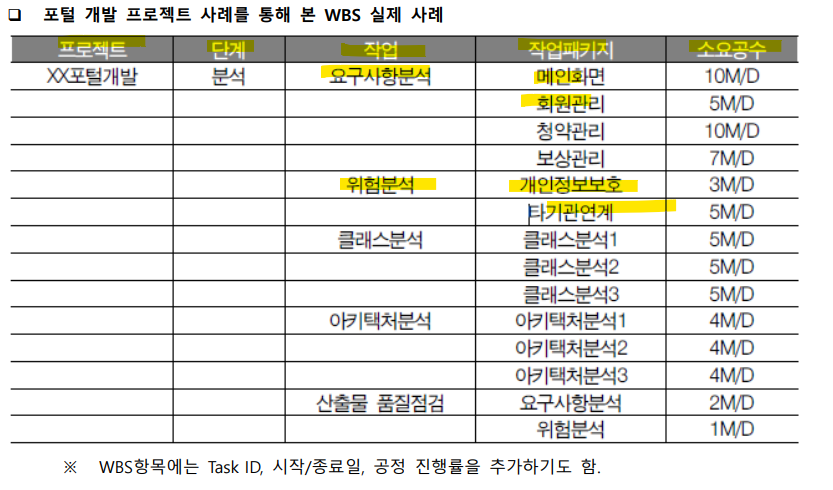 ❑ 포털 개발 프로젝트 사례를 통해 본 WBS 실제 사례
프로젝트 단계 작업 작업패키지 소요공수
XX포털개발 분석 요구사항분석 메인화면 10M/D
회원관리 5M/D
청약관리 10M/D
보상관리 7M/D
위험분석 개인정보보호 3M/D
타기관연계 5M/D
클래스분석 클래스분석1 5M/D
클래스분석2 5M/D
클래스분석3 5M/D
아키택처분석 아키택처분석1 4M/D
아키택처분석2 4M/D
아키택처분석3 4M/D
산출물 품질점검 요구사항분석 2M/D
위험분석 1M/D
※ WBS항목에는 Task ID, 시작/종료일, 공정 진행률을 추가하기도 함.